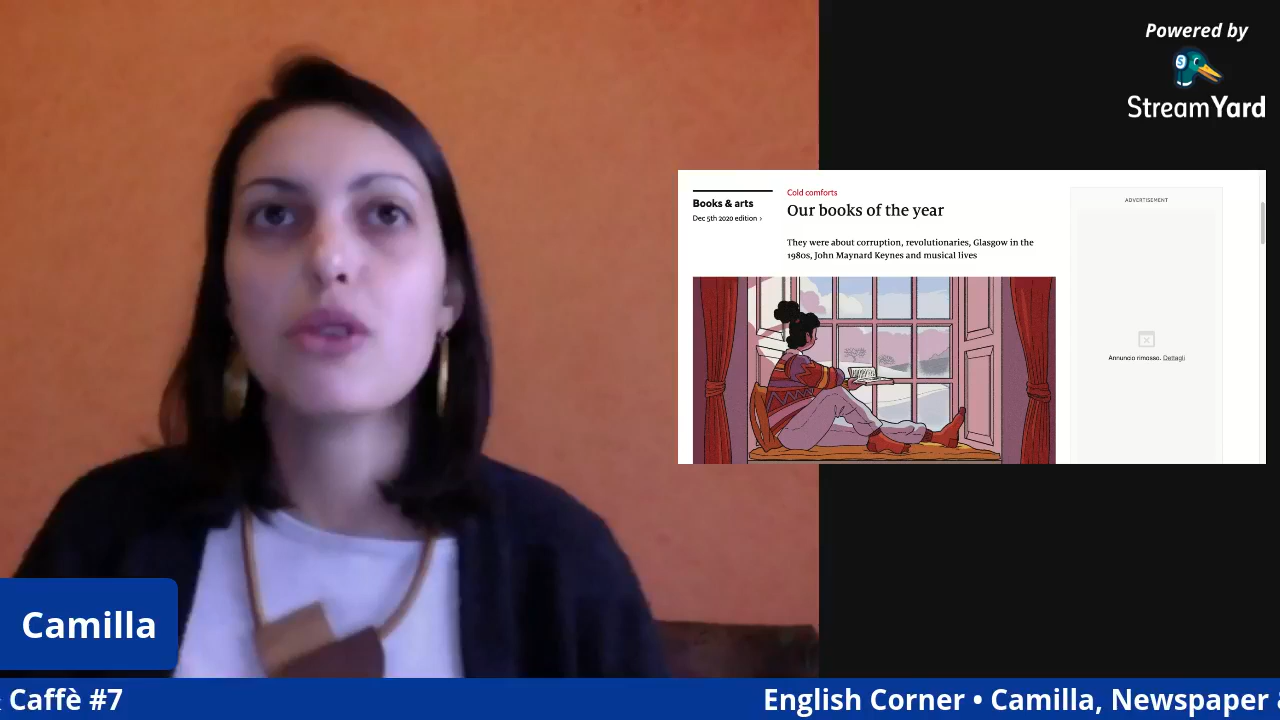 Powered by
StreamYard
Books & arts
Dec 5th 2020 edition ›
Cold comforts
Our books of the year
They were about corruption, revolutionaries, Glasgow in the
1980s, John Maynard Keynes and musical lives
ADVERTISEMENT
Annuncio rimosso. Dettagli
Camilla
Caffè #7
English Corner • Camilla, Newspaper